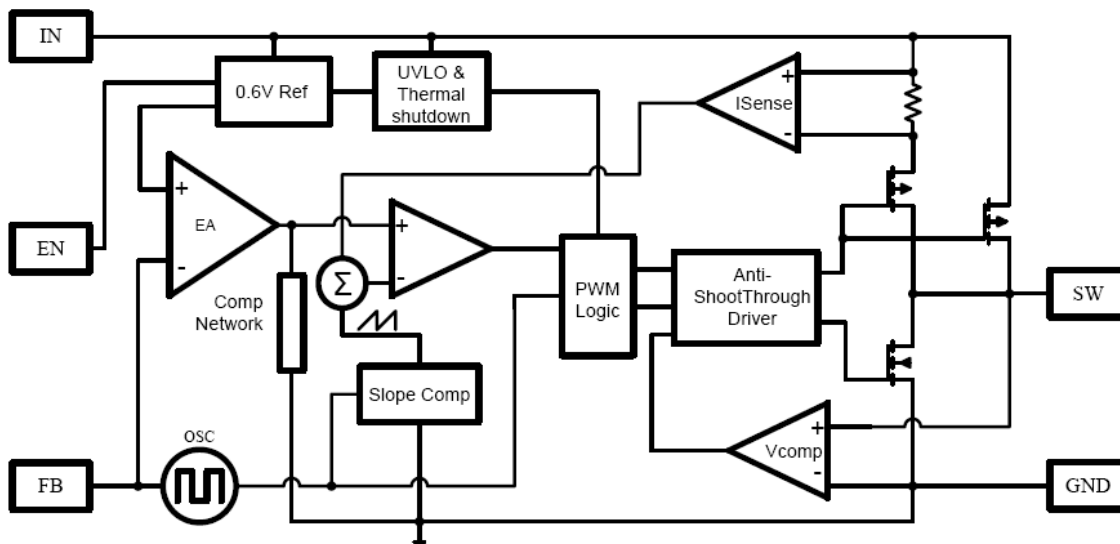 IN
0.6V Ref
UVLO &
Thermal
shutdown
+
ISense
-
+
EA
-
EN
+
-
Σ
Comp
Network
PWM
Logic
Anti-
ShootThrough
Driver
SW
Slope Comp
OSC
+
Vcomp
-
FB
GND